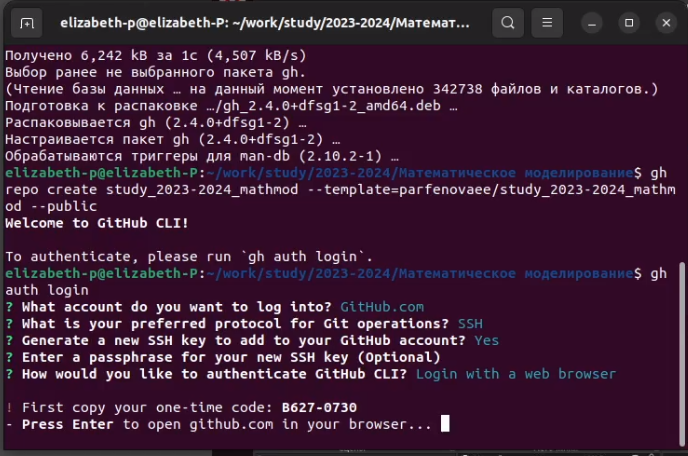 elizabeth-p@elizabeth-P: ~/work/study/2023-2024/Математ...
Получено 6,242 kB за 1с (4,507 kB/s)
Выбор ранее не выбранного пакета gh.
(Чтение базы данных … на данный момент установлено 342738 файлов и каталогов.)
Подготовка к распаковке …/gh_2.4.0+dfsg1-2_amd64.deb …
Распаковывается gh (2.4.0+dfsg1-2) …
Настраивается пакет gh (2.4.0+dfsg1-2) …
Обрабатываются триггеры для man-db (2.10.2-1) …
elizabeth-p@elizabeth-P:~/work/study/2023-2024/Математическое моделирование$ gh
repo create study_2023-2024_mathmod --template=parfenovaee/study_2023-2024_mathm
od --public
Welcome to GitHub CLI!
To authenticate, please run `gh auth login`.
elizabeth-p@elizabeth-P:~/work/study/2023-2024/Математическое моделирование$ gh
auth login
? What account do you want to log into? GitHub.com
? What is your preferred protocol for Git operations? SSH
? Generate a new SSH key to add to your GitHub account? Yes
? Enter a passphrase for your new SSH key (Optional)
? How would you like to authenticate GitHub CLI? Login with a web browser
! First copy your one-time code: B627-0730
- Press Enter to open github.com in your browser...